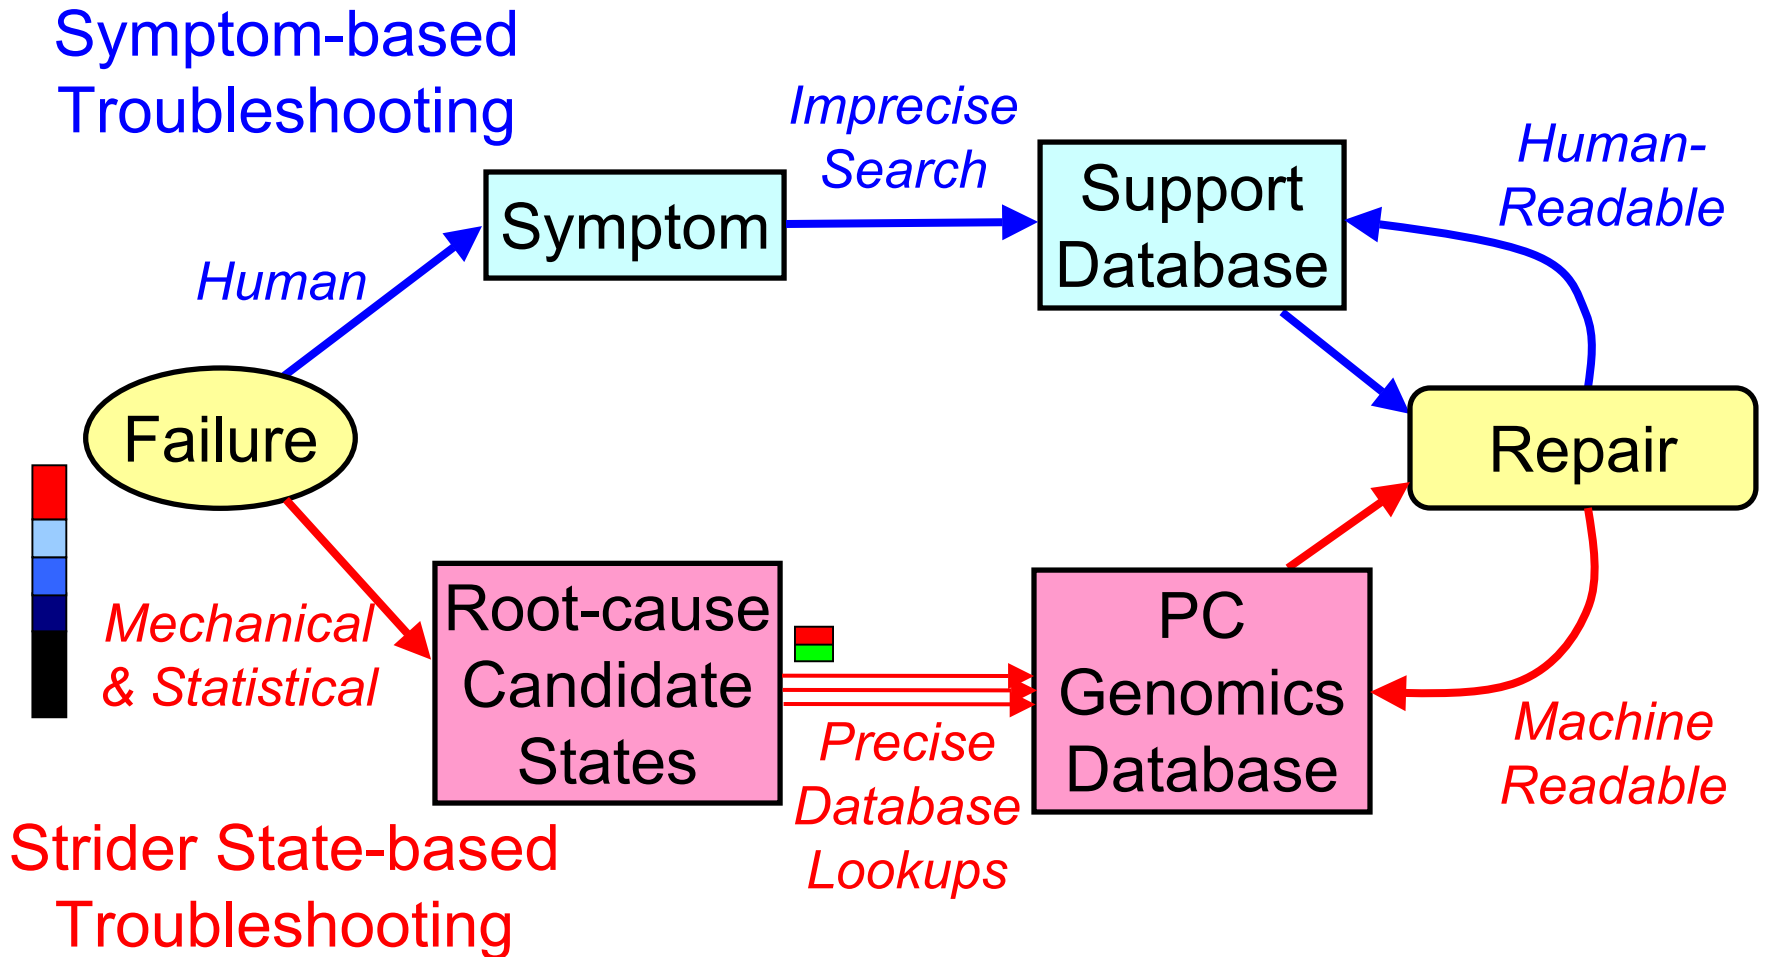 Symptom-based
Troubleshooting
Imprecise
Search
Human-
Readable
Support
Database
Symptom
Human
Failure
Repair
Mechanical
& Statistical
Root-cause
Candidate
States
PC
Genomics
Database
Precise
Database
Lookups
Machine
Readable
Strider State-based
Troubleshooting